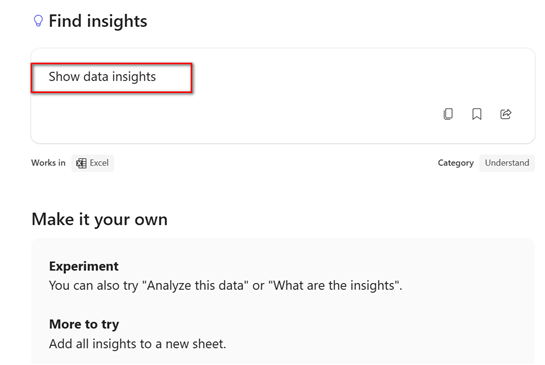 Find insights
Show data insights
Works in Excel Category Understand
Make it your own
Experiment
You can also try "Analyze this data" or "What are the insights".
More to try
Add all insights to a new sheet.